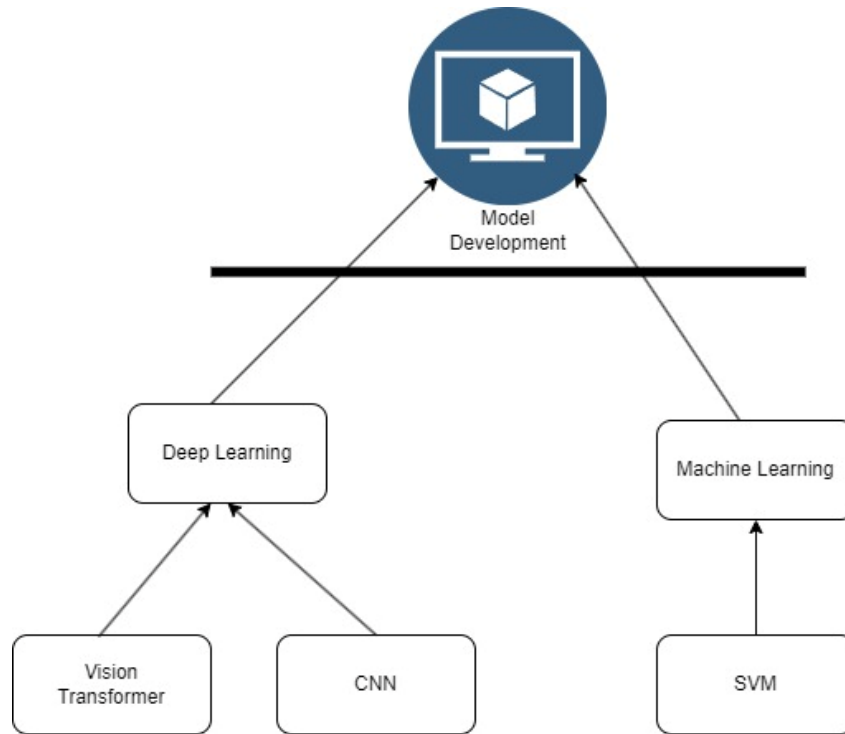 Model
Development
Deep Learning
Machine Learning
Vision
Transformer
CNN
SVM